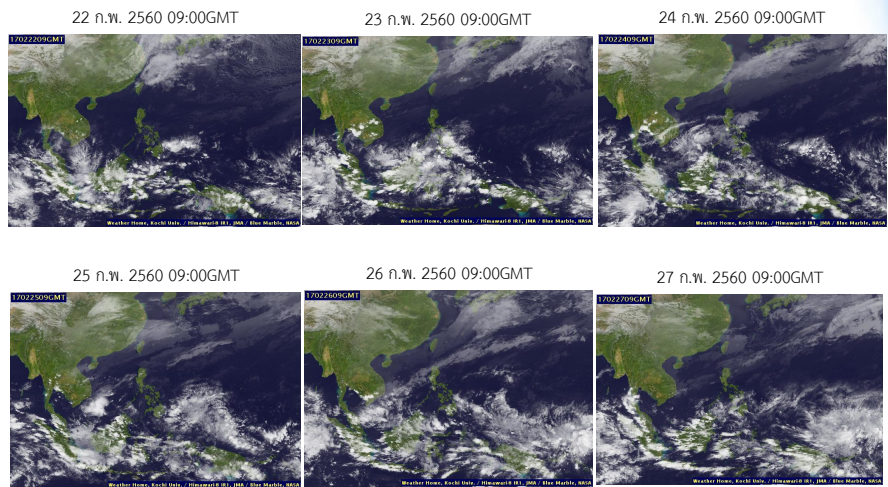 22 ก.พ. 2560 09:00GMT
23 ก.พ. 2560 09:00GMT
24 ก.พ. 2560 09:00GMT
17022209GMT
17022309GMT
17022409GMT
Weather Home, Kochi Univ. / Himawari8 IR1, JMA / Blue Marble, NASA
Weather Home, Kochi Univ. / Himawari8 IR1, JMA / Blue Marble, NASA
Weather Home, Kochi Univ. / Himawari8 IR1, JMA / Blue Marble, NASA
25 ก.พ. 2560 09:00GMT
26 ก.พ. 2560 09:00GMT
27 ก.พ. 2560 09:00GMT
17022509GMT
17022609GMT
17022709GMT
Weather Home, Kochi Univ. / Himawari8 IR1, JMA / Blue Marble, NASA
Weather Home, Kochi Univ. / Himawari8 IR1, JMA / Blue Marble, NASA
Weather Home, Kochi Univ. / Himawari8 IR1, JMA / Blue Marble, NASA